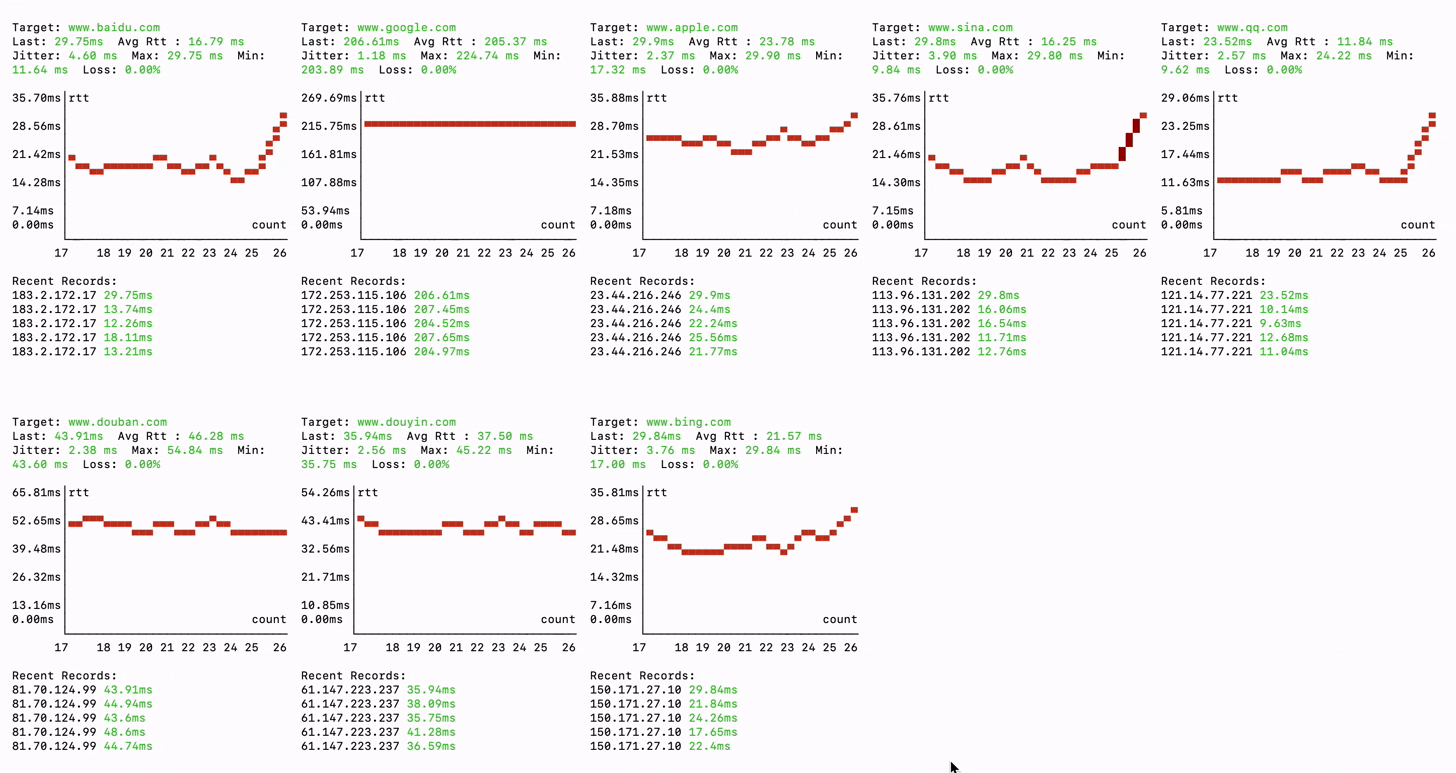 Target: www.baidu.com
Last: 29.75ms  Avg Rtt : 16.79 ms
Jitter: 4.60 ms  Max: 29.75 ms  Min:
11.64 ms  Loss: 0.00%
35.70ms
rtt
28.56ms
21.42ms
14.28ms
7.14ms
0.00ms
count
17 18 19 20 21 22 23 24 25 26
Recent Records:
183.2.172.17 29.75ms
183.2.172.17 13.74ms
183.2.172.17 12.26ms
183.2.172.17 18.11ms
183.2.172.17 13.21ms
Target: www.google.com
Last: 206.61ms  Avg Rtt : 205.37 ms
Jitter: 1.18 ms  Max: 224.74 ms  Min:
203.89 ms  Loss: 0.00%
269.69ms
rtt
215.75ms
161.81ms
107.88ms
53.94ms
0.00ms
count
17 18 19 20 21 22 23 24 25 26
Recent Records:
172.253.115.106 206.61ms
172.253.115.106 207.45ms
172.253.115.106 204.52ms
172.253.115.106 207.65ms
172.253.115.106 204.97ms
Target: www.apple.com
Last: 29.9ms  Avg Rtt : 23.78 ms
Jitter: 2.37 ms  Max: 29.90 ms  Min:
17.32 ms  Loss: 0.00%
35.88ms
rtt
28.70ms
21.53ms
14.35ms
7.18ms
0.00ms
count
17 18 19 20 21 22 23 24 25 26
Recent Records:
23.44.216.246 29.9ms
23.44.216.246 24.4ms
23.44.216.246 22.24ms
23.44.216.246 25.56ms
23.44.216.246 21.77ms
Target: www.sina.com
Last: 29.8ms  Avg Rtt : 16.25 ms
Jitter: 3.90 ms  Max: 29.80 ms  Min:
9.84 ms  Loss: 0.00%
35.76ms
rtt
28.61ms
21.46ms
14.30ms
7.15ms
0.00ms
count
17 18 19 20 21 22 23 24 25 26
Recent Records:
113.96.131.202 29.8ms
113.96.131.202 16.06ms
113.96.131.202 16.54ms
113.96.131.202 11.71ms
113.96.131.202 12.76ms
Target: www.qq.com
Last: 23.52ms  Avg Rtt : 11.84 ms
Jitter: 2.57 ms  Max: 24.22 ms  Min:
9.62 ms  Loss: 0.00%
29.06ms
rtt
23.25ms
17.44ms
11.63ms
5.81ms
0.00ms
count
17 18 19 20 21 22 23 24 25 26
Recent Records:
121.14.77.221 23.52ms
121.14.77.221 10.14ms
121.14.77.221 9.63ms
121.14.77.221 12.68ms
121.14.77.221 11.04ms
Target: www.douban.com
Last: 43.91ms  Avg Rtt : 46.28 ms
Jitter: 2.38 ms  Max: 54.84 ms  Min:
43.60 ms  Loss: 0.00%
65.81ms
rtt
52.65ms
39.48ms
26.32ms
13.16ms
0.00ms
count
17 18 19 20 21 22 23 24 25 26
Recent Records:
81.70.124.99 43.91ms
81.70.124.99 44.94ms
81.70.124.99 43.6ms
81.70.124.99 48.6ms
81.70.124.99 44.74ms
Target: www.douyin.com
Last: 35.94ms  Avg Rtt : 37.50 ms
Jitter: 2.56 ms  Max: 45.22 ms  Min:
35.75 ms  Loss: 0.00%
54.26ms
rtt
43.41ms
32.56ms
21.71ms
10.85ms
0.00ms
count
17 18 19 20 21 22 23 24 25 26
Recent Records:
61.147.223.237 35.94ms
61.147.223.237 38.09ms
61.147.223.237 35.75ms
61.147.223.237 41.28ms
61.147.223.237 36.59ms
Target: www.bing.com
Last: 29.84ms  Avg Rtt : 21.57 ms
Jitter: 3.76 ms  Max: 29.84 ms  Min:
17.00 ms  Loss: 0.00%
35.81ms
rtt
28.65ms
21.48ms
14.32ms
7.16ms
0.00ms
count
17 18 19 20 21 22 23 24 25 26
Recent Records:
150.171.27.10 29.84ms
150.171.27.10 21.84ms
150.171.27.10 24.26ms
150.171.27.10 17.65ms
150.171.27.10 22.4ms